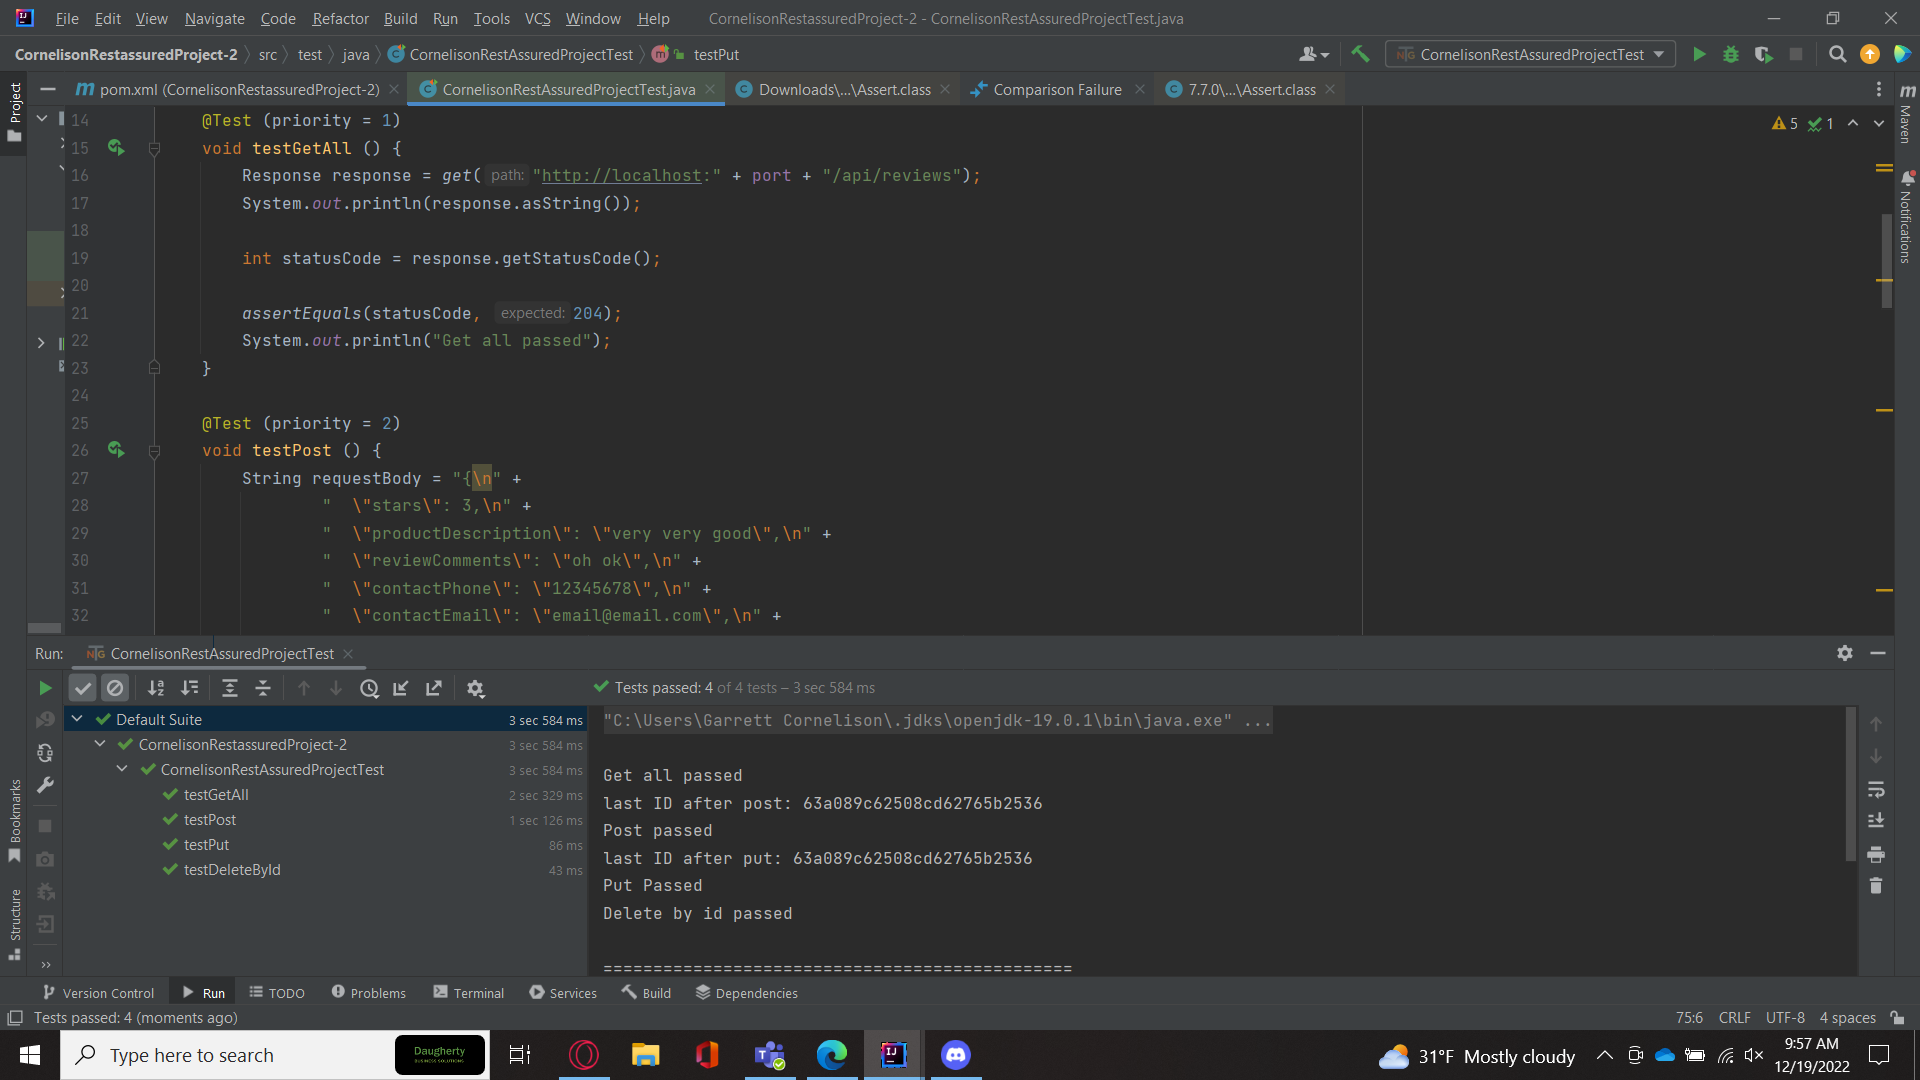 File Edit View Navigate Code Refactor Build Run Tools VCS Window Help CornelisonRestassuredProject-2 - CornelisonRestAssuredProjectTest.java
CornelisonRestassuredProject-2 src test java CornelisonRestAssuredProjectTest testPut CornelisonRestAssuredProjectTest
pom.xml (CornelisonRestassuredProject-2) CornelisonRestAssuredProjectTest.java Downloads\...\Assert.class Comparison Failure 7.7.0\...\Assert.class
Project
Maven
Notifications
5 1
14 @Test (priority = 1)
15 void testGetAll () {
16 Response response = get( path: "http://localhost:" + port + "/api/reviews");
17 System.out.println(response.asString());
18
19 int statusCode = response.getStatusCode();
20
21 assertEquals(statusCode, expected: 204);
22 System.out.println("Get all passed");
23 }
24
25 @Test (priority = 2)
26 void testPost () {
27 String requestBody = "{\n" +
28 "  \"stars\": 3,\n" +
29 "  \"productDescription\": \"very very good\",\n" +
30 "  \"reviewComments\": \"oh ok\",\n" +
31 "  \"contactPhone\": \"12345678\",\n" +
32 "  \"contactEmail\": \"email@email.com\",\n" +
Run: CornelisonRestAssuredProjectTest
Tests passed: 4 of 4 tests – 3 sec 584 ms
Default Suite 3 sec 584 ms
CornelisonRestassuredProject-2 3 sec 584 ms
CornelisonRestAssuredProjectTest 3 sec 584 ms
testGetAll 2 sec 329 ms
testPost 1 sec 126 ms
testPut 86 ms
testDeleteById 43 ms
"C:\Users\Garrett Cornelison\.jdks\openjdk-19.0.1\bin\java.exe" ...
Get all passed
last ID after post: 63a089c62508cd62765b2536
Post passed
last ID after put: 63a089c62508cd62765b2536
Put Passed
Delete by id passed
===============================================
Bookmarks
Structure
Version Control Run TODO Problems Terminal Services Build Dependencies
Tests passed: 4 (moments ago) 75:6 CRLF UTF-8 4 spaces
Type here to search
Daugherty
BUSINESS SOLUTIONS
31°F Mostly cloudy
9:57 AM
12/19/2022